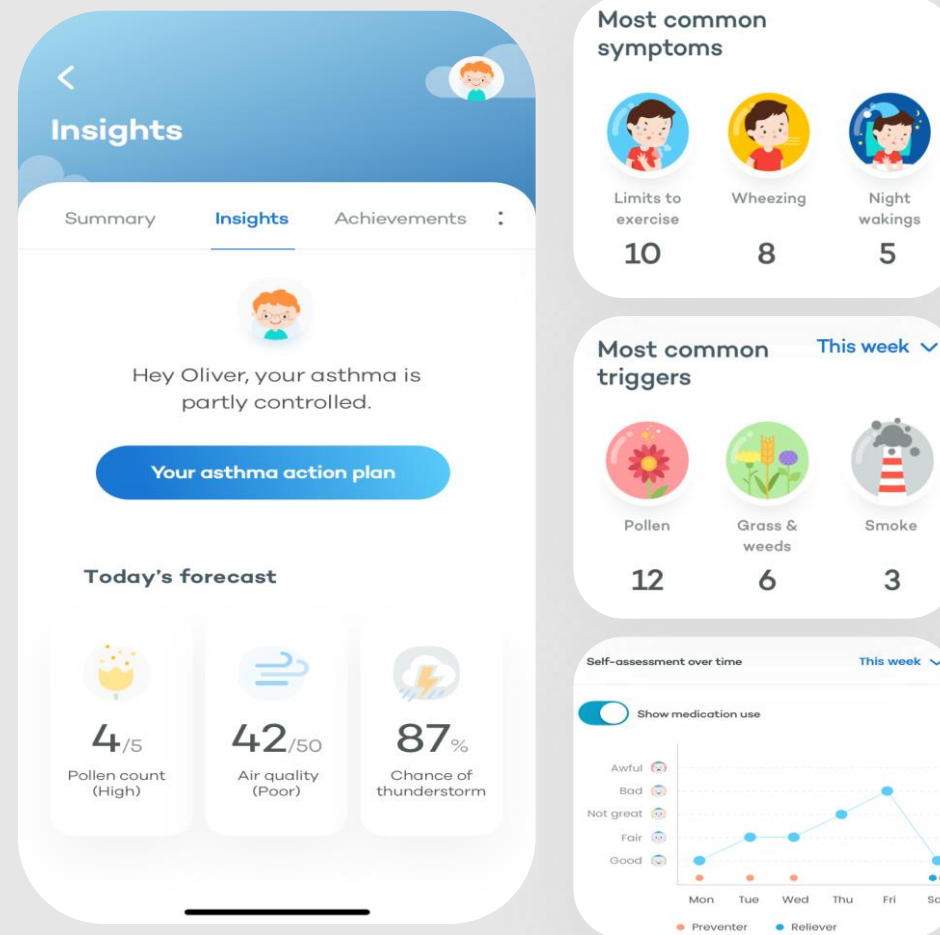 Insights
Summary
Insights
Achievements
Hey Oliver, your asthma is
partly controlled.
Your asthma action plan
Today's forecast
4/5
Pollen count
(High)
42/50
Air quality
(Poor)
87%
Chance of
thunderstorm
Most common
symptoms
Limits to
exercise
10
Wheezing
8
Night
wakings
5
Most common
triggers
This week
Pollen
12
Grass &
weeds
6
Smoke
3
Self-assessment over time
This week
Show medication use
Awful
Bad
Not great
Fair
Good
Mon Tue Wed Thu Fri
Preventer
Reliever